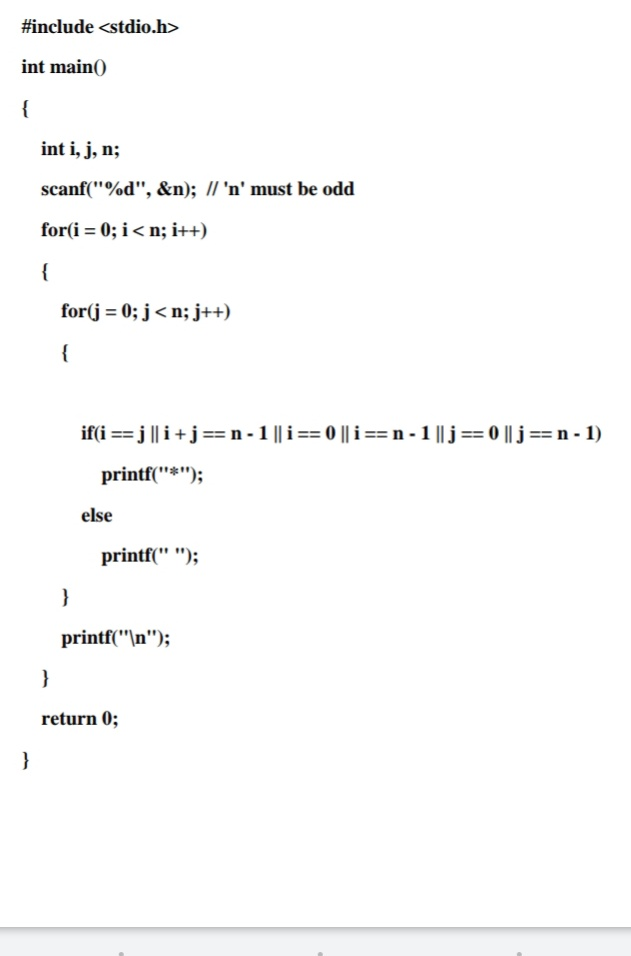 #include <stdio.h>
int main()
{
int i, j, n;
scanf("%d", &n); // 'n' must be odd
for(i = 0; i < n; i++)
{
for(j = 0; j < n; j++)
{
if(i == j || i + j == n - 1 || i == 0 || i == n - 1 || j == 0 || j == n - 1)
printf("*");
else
printf(" ");
}
printf("\n");
}
return 0;
}